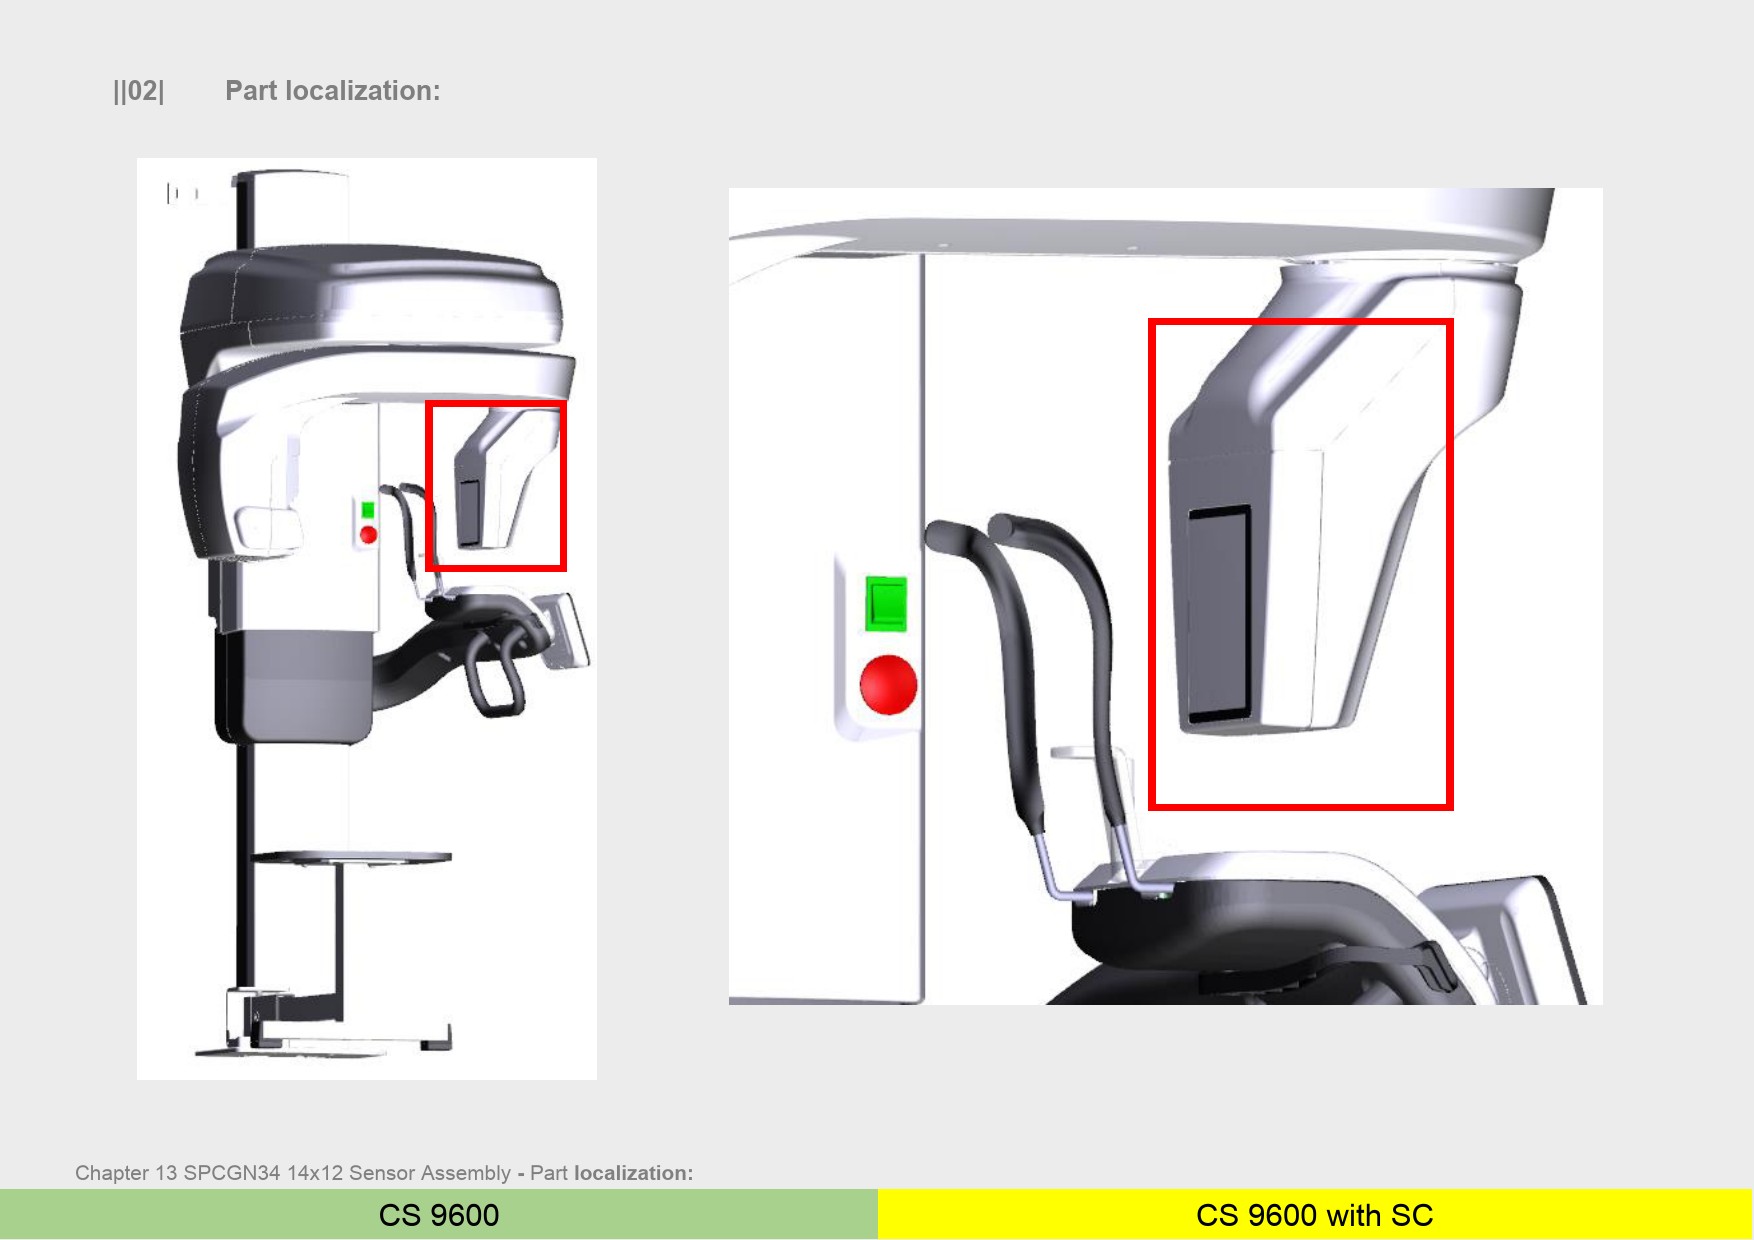 ||02| Part localization:
Chapter 13 SPCGN34 14x12 Sensor Assembly - Part localization:
CS 9600
CS 9600 with SC